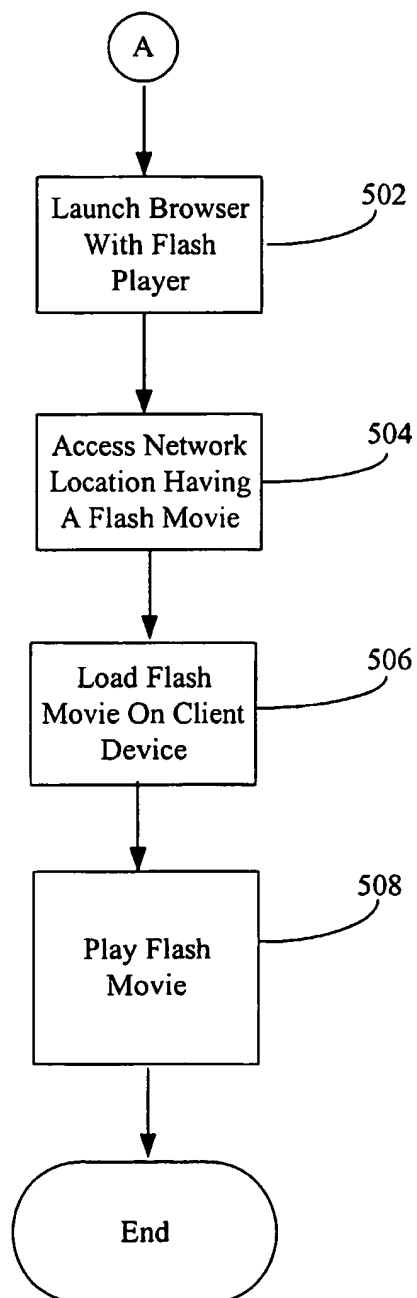 A
Launch Browser
With Flash
Player
502
Access Network
Location Having
A Flash Movie
504
Load Flash
Movie On Client
Device
506
Play Flash
Movie
508
End